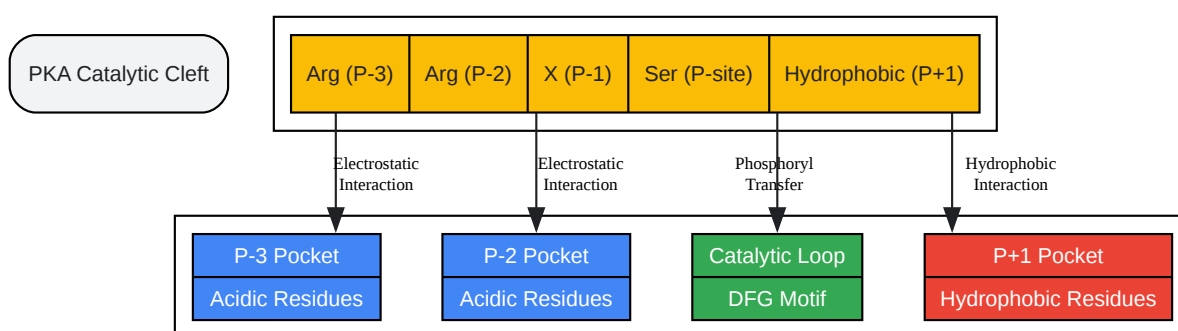 PKA Catalytic Cleft
Arg (P-3)
Arg (P-2)
X (P-1)
Ser (P-site)
Hydrophobic (P+1)
Electrostatic
Interaction
Electrostatic
Interaction
Phosphoryl
Transfer
Hydrophobic
Interaction
P-3 Pocket
Acidic Residues
P-2 Pocket
Acidic Residues
Catalytic Loop
DFG Motif
P+1 Pocket
Hydrophobic Residues